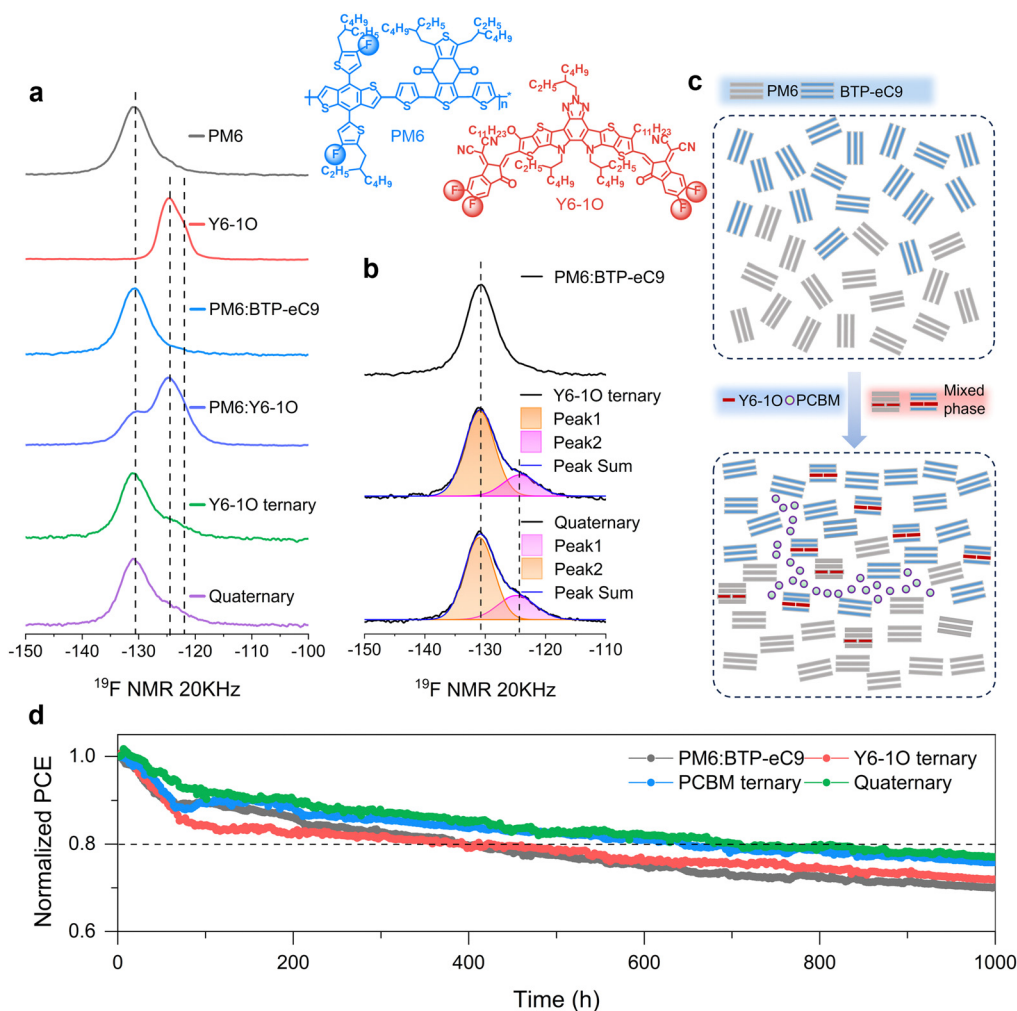 a
PM6
Y6-1O
PM6:BTP-eC9
PM6:Y6-1O
Y6-1O ternary
Quaternary
-150 -140 -130 -120 -110 -100
19F NMR 20KHz
C4H9
C2H5
F
S
C2H5
C4H9
C2H5
C4H9
S
O
O
S
S
S
S
S
n
*
S
F
C2H5
C4H9
PM6
C4H9
C2H5
N
N
N
C11H23
O
S
S
S
S
C11H23
NC
CN
CN
CN
N
N
C2H5
C4H9
C2H5
C4H9
O
O
F
F
F
F
Y6-1O
b
PM6:BTP-eC9
Y6-1O ternary
Peak1
Peak2
Peak Sum
Quaternary
Peak1
Peak2
Peak Sum
-150 -140 -130 -120 -110
19F NMR 20KHz
c
PM6 BTP-eC9
Y6-1O PCBM
Mixed
phase
d
Normalized PCE
1.0
0.8
0.6
PM6:BTP-eC9 Y6-1O ternary
PCBM ternary Quaternary
0 200 400 600 800 1000
Time (h)